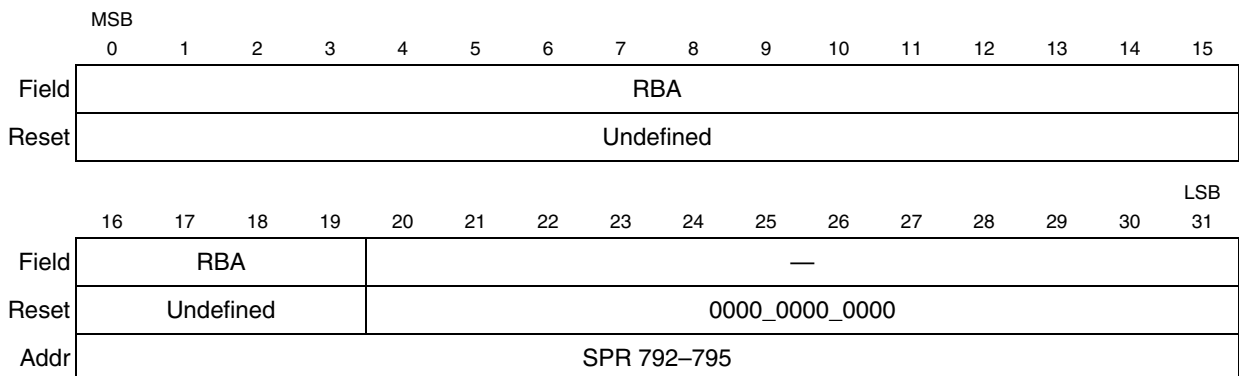 MSB
0 1 2 3 4 5 6 7 8 9 10 11 12 13 14 15
Field RBA
Reset Undefined
LSB
16 17 18 19 20 21 22 23 24 25 26 27 28 29 30 31
Field RBA —
Reset Undefined 0000_0000_0000
Addr SPR 792–795